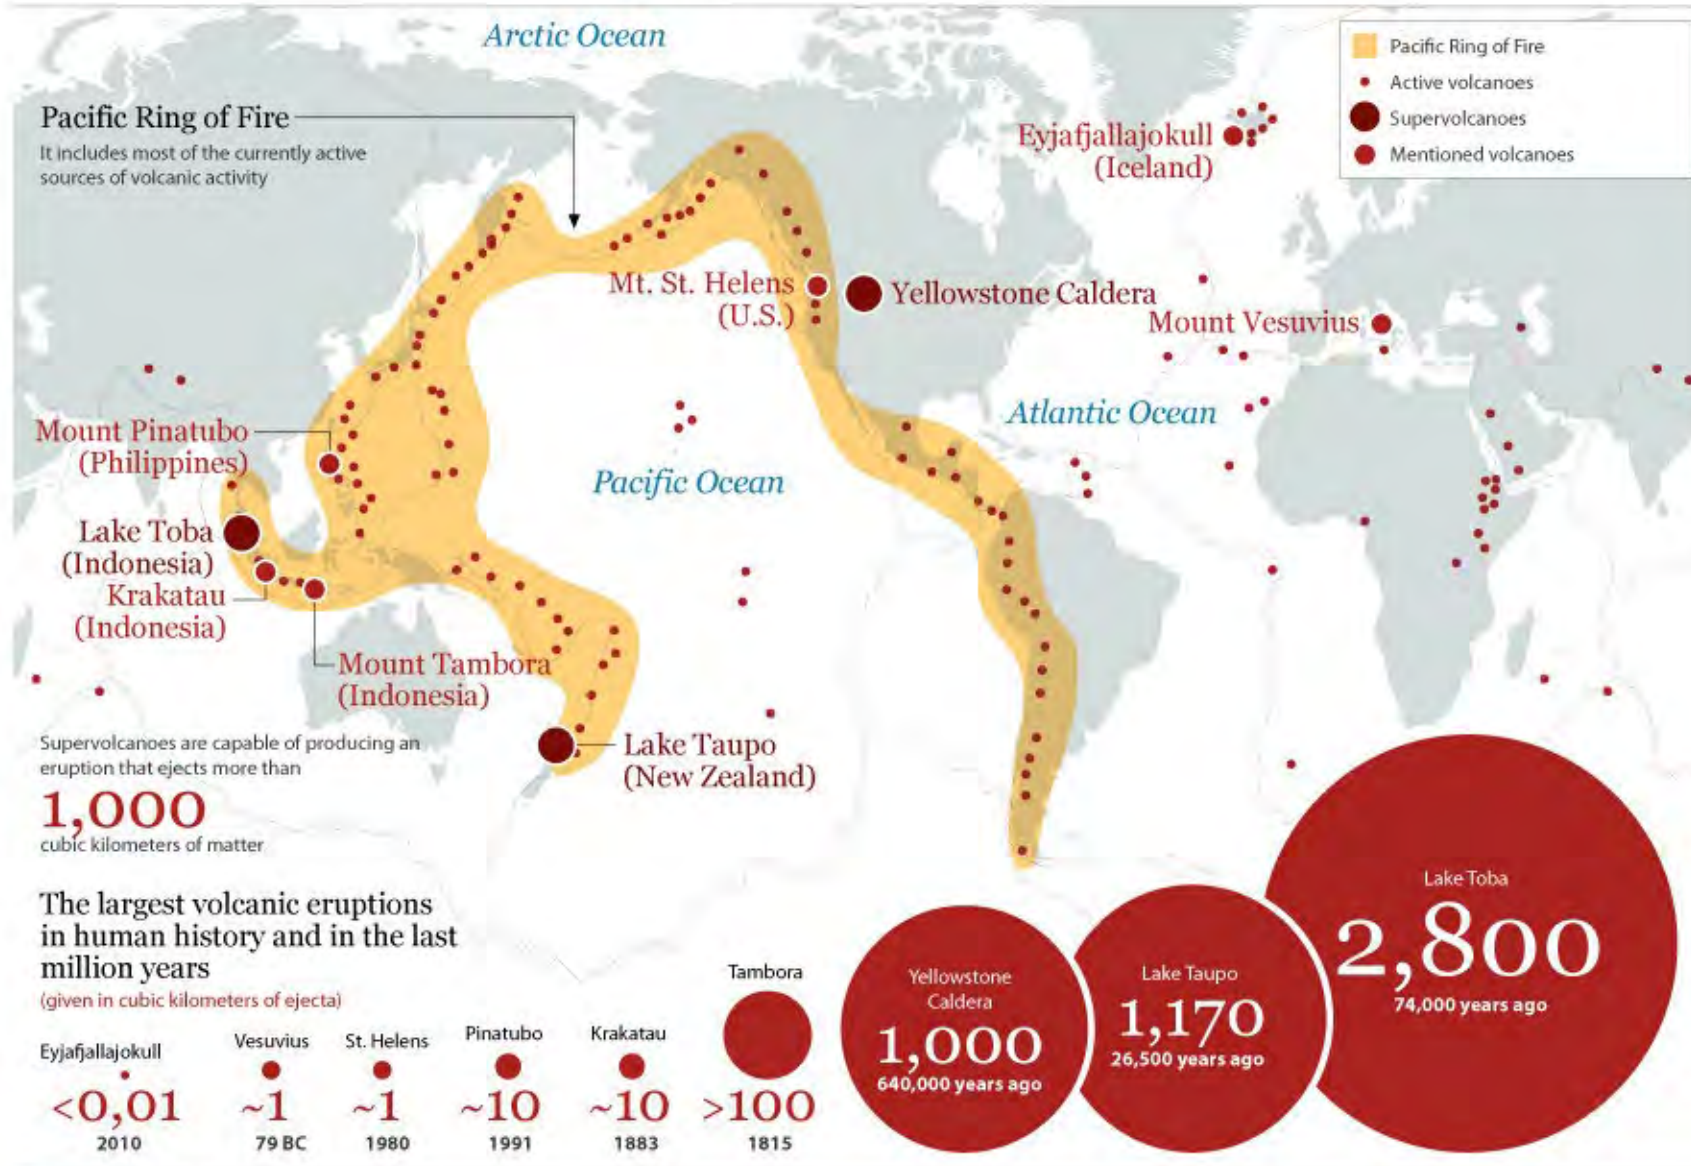 Arctic Ocean
Pacific Ring of Fire
Active volcanoes
Supervolcanoes
Mentioned volcanoes
Pacific Ring of Fire
It includes most of the currently active
sources of volcanic activity
Eyjafjallajokull
(Iceland)
Mt. St. Helens
(U.S.)
Yellowstone Caldera
Mount Vesuvius
Atlantic Ocean
Mount Pinatubo
(Philippines)
Pacific Ocean
Lake Toba
(Indonesia)
Krakatau
(Indonesia)
Mount Tambora
(Indonesia)
Lake Taupo
(New Zealand)
Supervolcanoes are capable of producing an
eruption that ejects more than
1,000
cubic kilometers of matter
The largest volcanic eruptions
in human history and in the last
million years
(given in cubic kilometers of ejecta)
Eyjafjallajokull
<0,01
2010
Vesuvius
~1
79 BC
St. Helens
~1
1980
Pinatubo
~10
1991
Krakatau
~10
1883
Tambora
>100
1815
Yellowstone
Caldera
1,000
640,000 years ago
Lake Taupo
1,170
26,500 years ago
Lake Toba
2,800
74,000 years ago